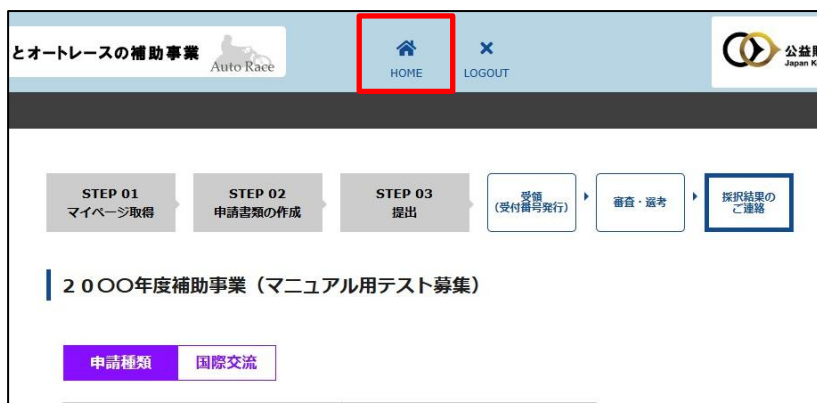 とオートレースの補助事業
Auto Race
HOME
LOGOUT
公益
Japan K
STEP 01
マイページ取得
STEP 02
申請書類の作成
STEP 03
提出
受領
(受付番号発行)
審査・選考
採択結果の
ご連絡
２０〇〇年度補助事業（マニュアル用テスト募集）
申請種類
国際交流